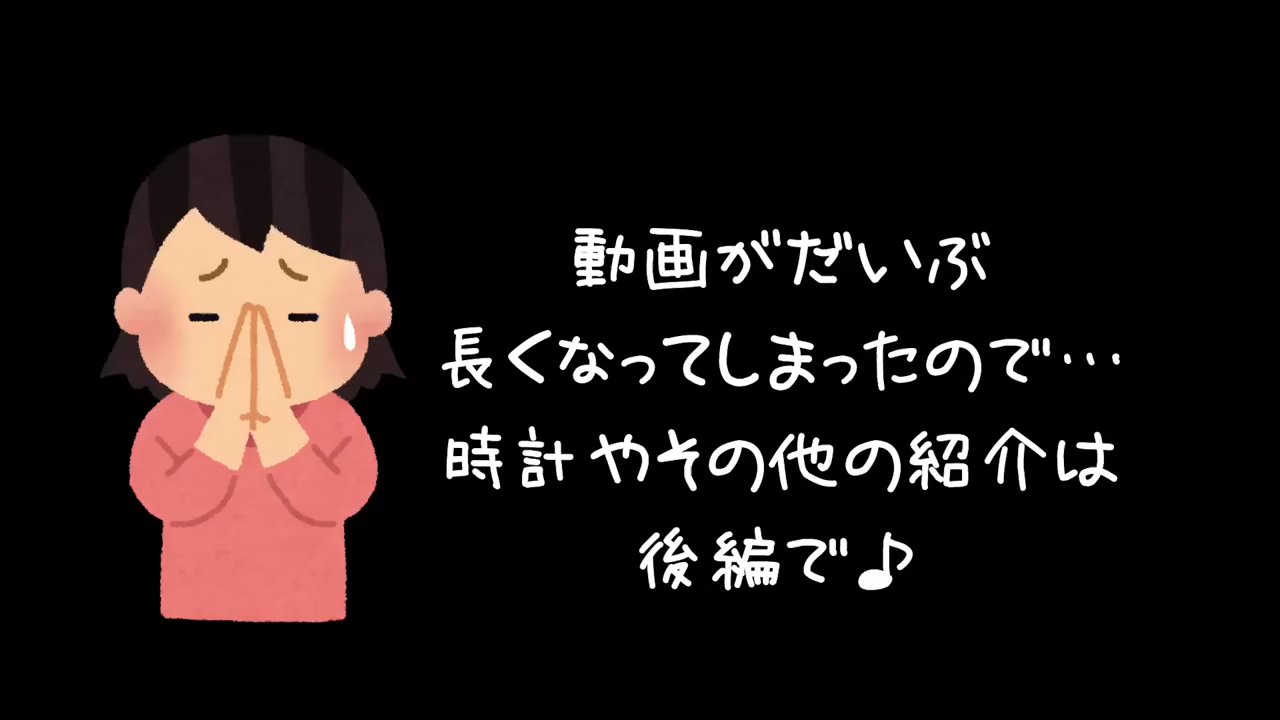 動画がだいぶ
長くなってしまったので…
時計やその他の紹介は
後編で♪